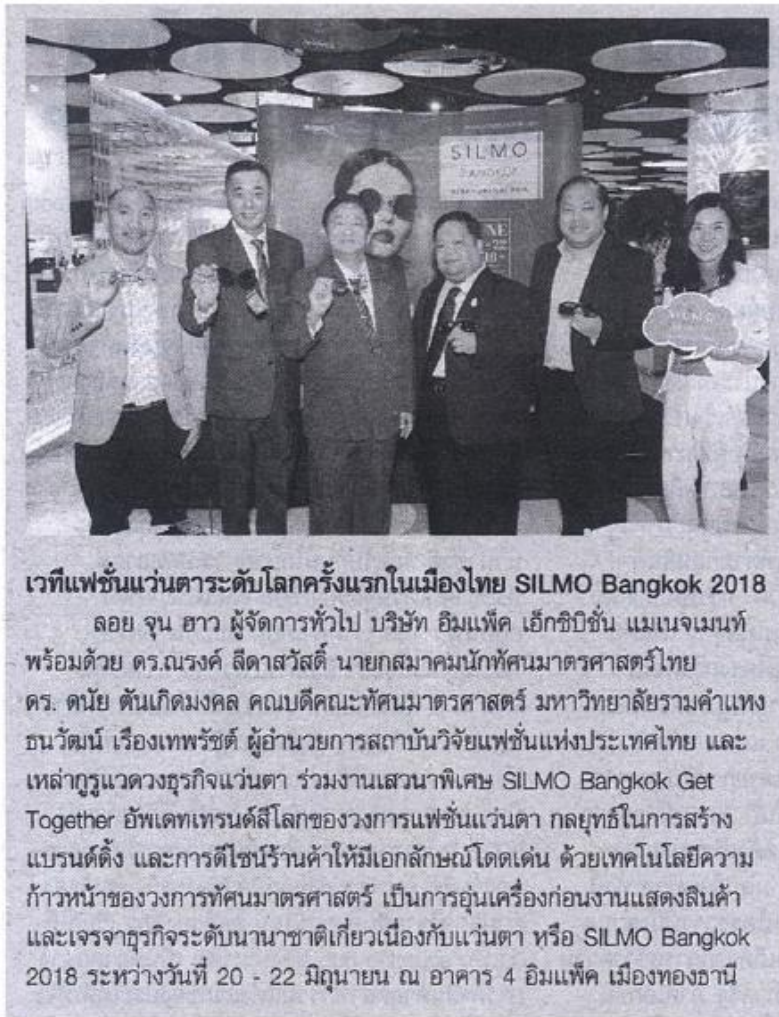 SILMO
BANGKOK
SILMO
เวทีแฟชั่นแว่นตาระดับโลกครั้งแรกในเมืองไทย SILMO Bangkok 2018
ลอย จุน ฮาว ผู้จัดการทั่วไป บริษัท อิมแพ็ค เอ็กซิบิชั่น แมเนจเมนท์
พร้อมด้วย ดร.ณรงค์ ลีดาสวัสดิ์ นายกสมาคมนักทัศนมาตรศาสตร์ไทย
ดร. ดนัย ตันเกิดมงคล คณบดีคณะทัศนมาตรศาสตร์ มหาวิทยาลัยรามคำแหง
ธนวัฒน์ เรืองเทพรัชต์ ผู้อำนวยการสถาบันวิจัยแฟชั่นแห่งประเทศไทย และ
เหล่ากูรูแวดวงธุรกิจแว่นตา ร่วมงานเสวนาพิเศษ SILMO Bangkok Get
Together อัพเดทเทรนด์สีโลกของวงการแฟชั่นแว่นตา กลยุทธ์ในการสร้าง
แบรนด์ดิ้ง และการดีไซน์ร้านค้าให้มีเอกลักษณ์โดดเด่น ด้วยเทคโนโลยีความ
ก้าวหน้าของวงการทัศนมาตรศาสตร์ เป็นการอุ่นเครื่องก่อนงานแสดงสินค้า
และเจรจาธุรกิจระดับนานาชาติเกี่ยวเนื่องกับแว่นตา หรือ SILMO Bangkok
2018 ระหว่างวันที่ 20 - 22 มิถุนายน ณ อาคาร 4 อิมแพ็ค เมืองทองธานี